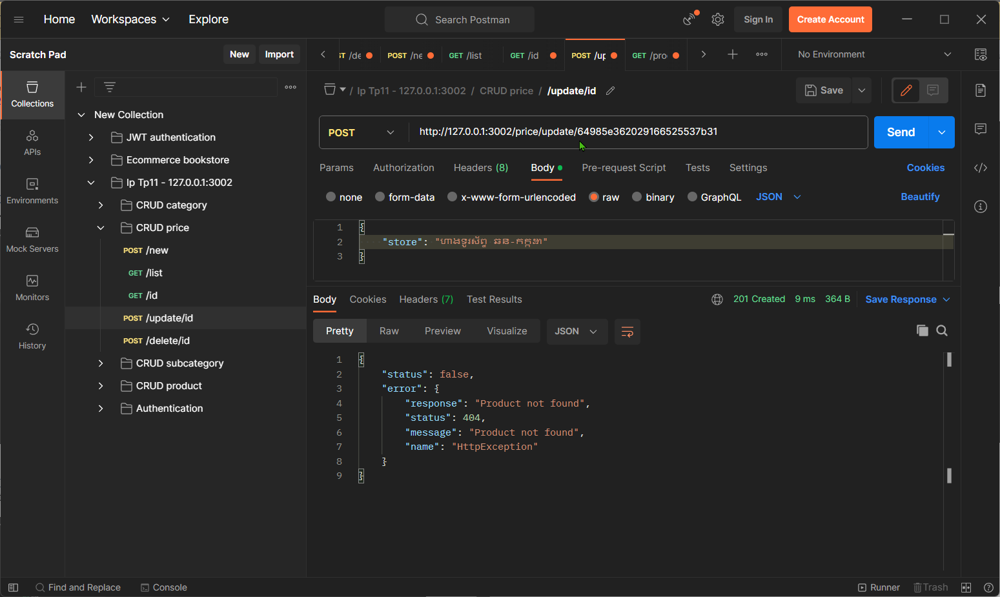 Home Workspaces Explore Search Postman Sign In Create Account
Scratch Pad New Import
ST /de POST /ne GET /list GET /id POST /up GET /pro No Environment
Collections
APIs
Environments
Mock Servers
Monitors
History
New Collection
JWT authentication
Ecommerce bookstore
Ip Tp11 - 127.0.0.1:3002
CRUD category
CRUD price
POST /new
GET /list
GET /id
POST /update/id
POST /delete/id
CRUD subcategory
CRUD product
Authentication
/ Ip Tp11 - 127.0.0.1:3002 / CRUD price / /update/id Save
POST http://127.0.0.1:3002/price/update/64985e362029166525537b31 Send
Params Authorization Headers (8) Body Pre-request Script Tests Settings Cookies
none form-data x-www-form-urlencoded raw binary GraphQL JSON Beautify
1 {
2 "store": "ហាងទូរស័ព្ទ ឆន-កក្កដា"
3 }
Body Cookies Headers (7) Test Results 201 Created 9 ms 364 B Save Response
Pretty Raw Preview Visualize JSON
1 {
2 "status": false,
3 "error": {
4 "response": "Product not found",
5 "status": 404,
6 "message": "Product not found",
7 "name": "HttpException"
8 }
9 }
Find and Replace Console Runner Trash